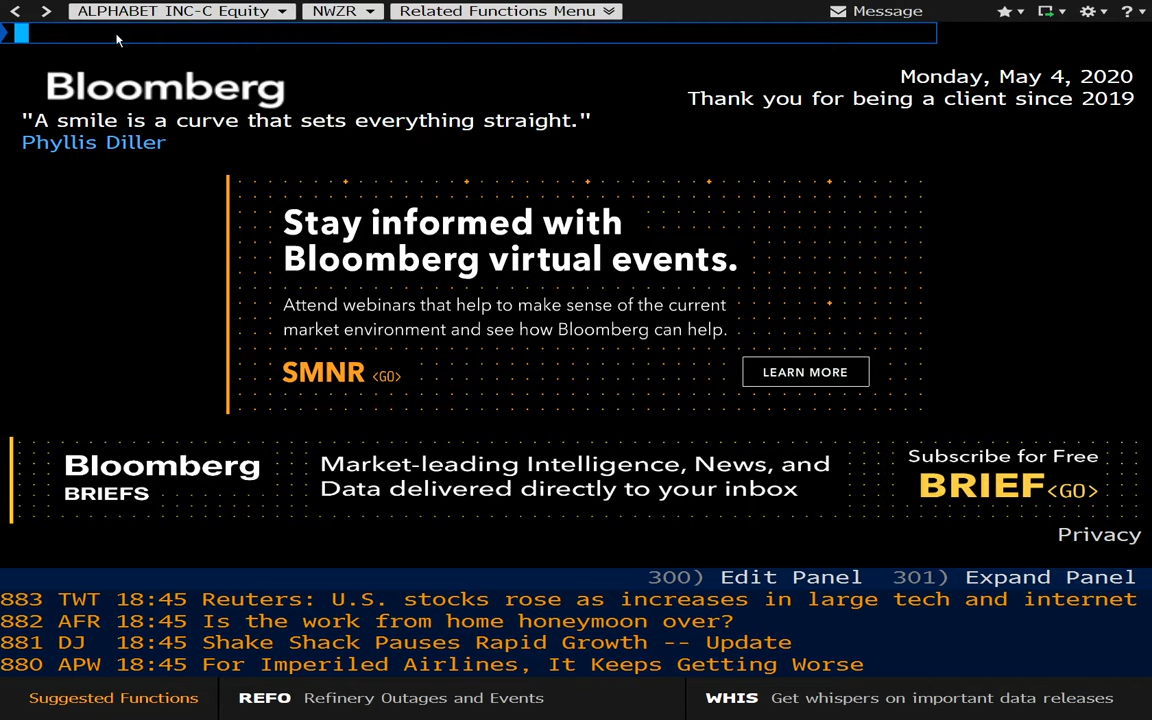 ALPHABET INC-C Equity NWZR Related Functions Menu Message ?
Bloomberg
Monday, May 4, 2020
Thank you for being a client since 2019
"A smile is a curve that sets everything straight."
Phyllis Diller
Stay informed with
Bloomberg virtual events.
Attend webinars that help to make sense of the current
market environment and see how Bloomberg can help.
SMNR <GO>
LEARN MORE
Bloomberg
BRIEFS
Market-leading Intelligence, News, and
Data delivered directly to your inbox
Subscribe for Free
BRIEF<GO>
Privacy
300) Edit Panel 301) Expand Panel
883 TWT 18:45 Reuters: U.S. stocks rose as increases in large tech and internet
882 AFR 18:45 Is the work from home honeymoon over?
881 DJ 18:45 Shake Shack Pauses Rapid Growth -- Update
880 APW 18:45 For Imperiled Airlines, It Keeps Getting Worse
Suggested Functions REFO Refinery Outages and Events WHIS Get whispers on important data releases